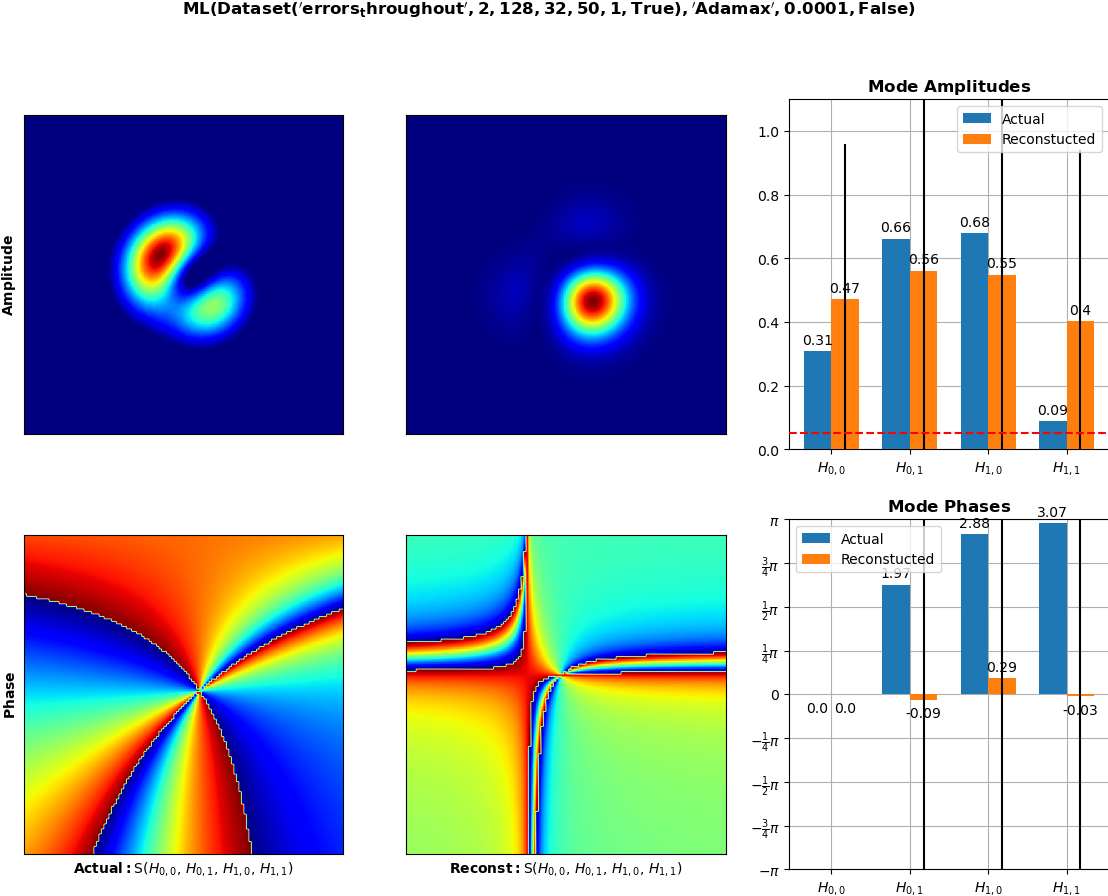 ML(Dataset('errors_throughout', 2, 128, 32, 50, 1, True), 'Adamax', 0.0001, False)
Amplitude
Mode Amplitudes
Actual
Reconstucted
1.0
0.8
0.6
0.4
0.2
0.0
0.31
0.47
0.66
0.56
0.68
0.55
0.09
0.4
H0,0
H0,1
H1,0
H1,1
Phase
Actual: S(H0,0, H0,1, H1,0, H1,1)
Reconst: S(H0,0, H0,1, H1,0, H1,1)
Mode Phases
Actual
Reconstucted
π
3/4π
1/2π
1/4π
0
−1/4π
−1/2π
−3/4π
−π
0.0
0.0
1.97
-0.09
2.88
0.29
3.07
-0.03
H0,0
H0,1
H1,0
H1,1